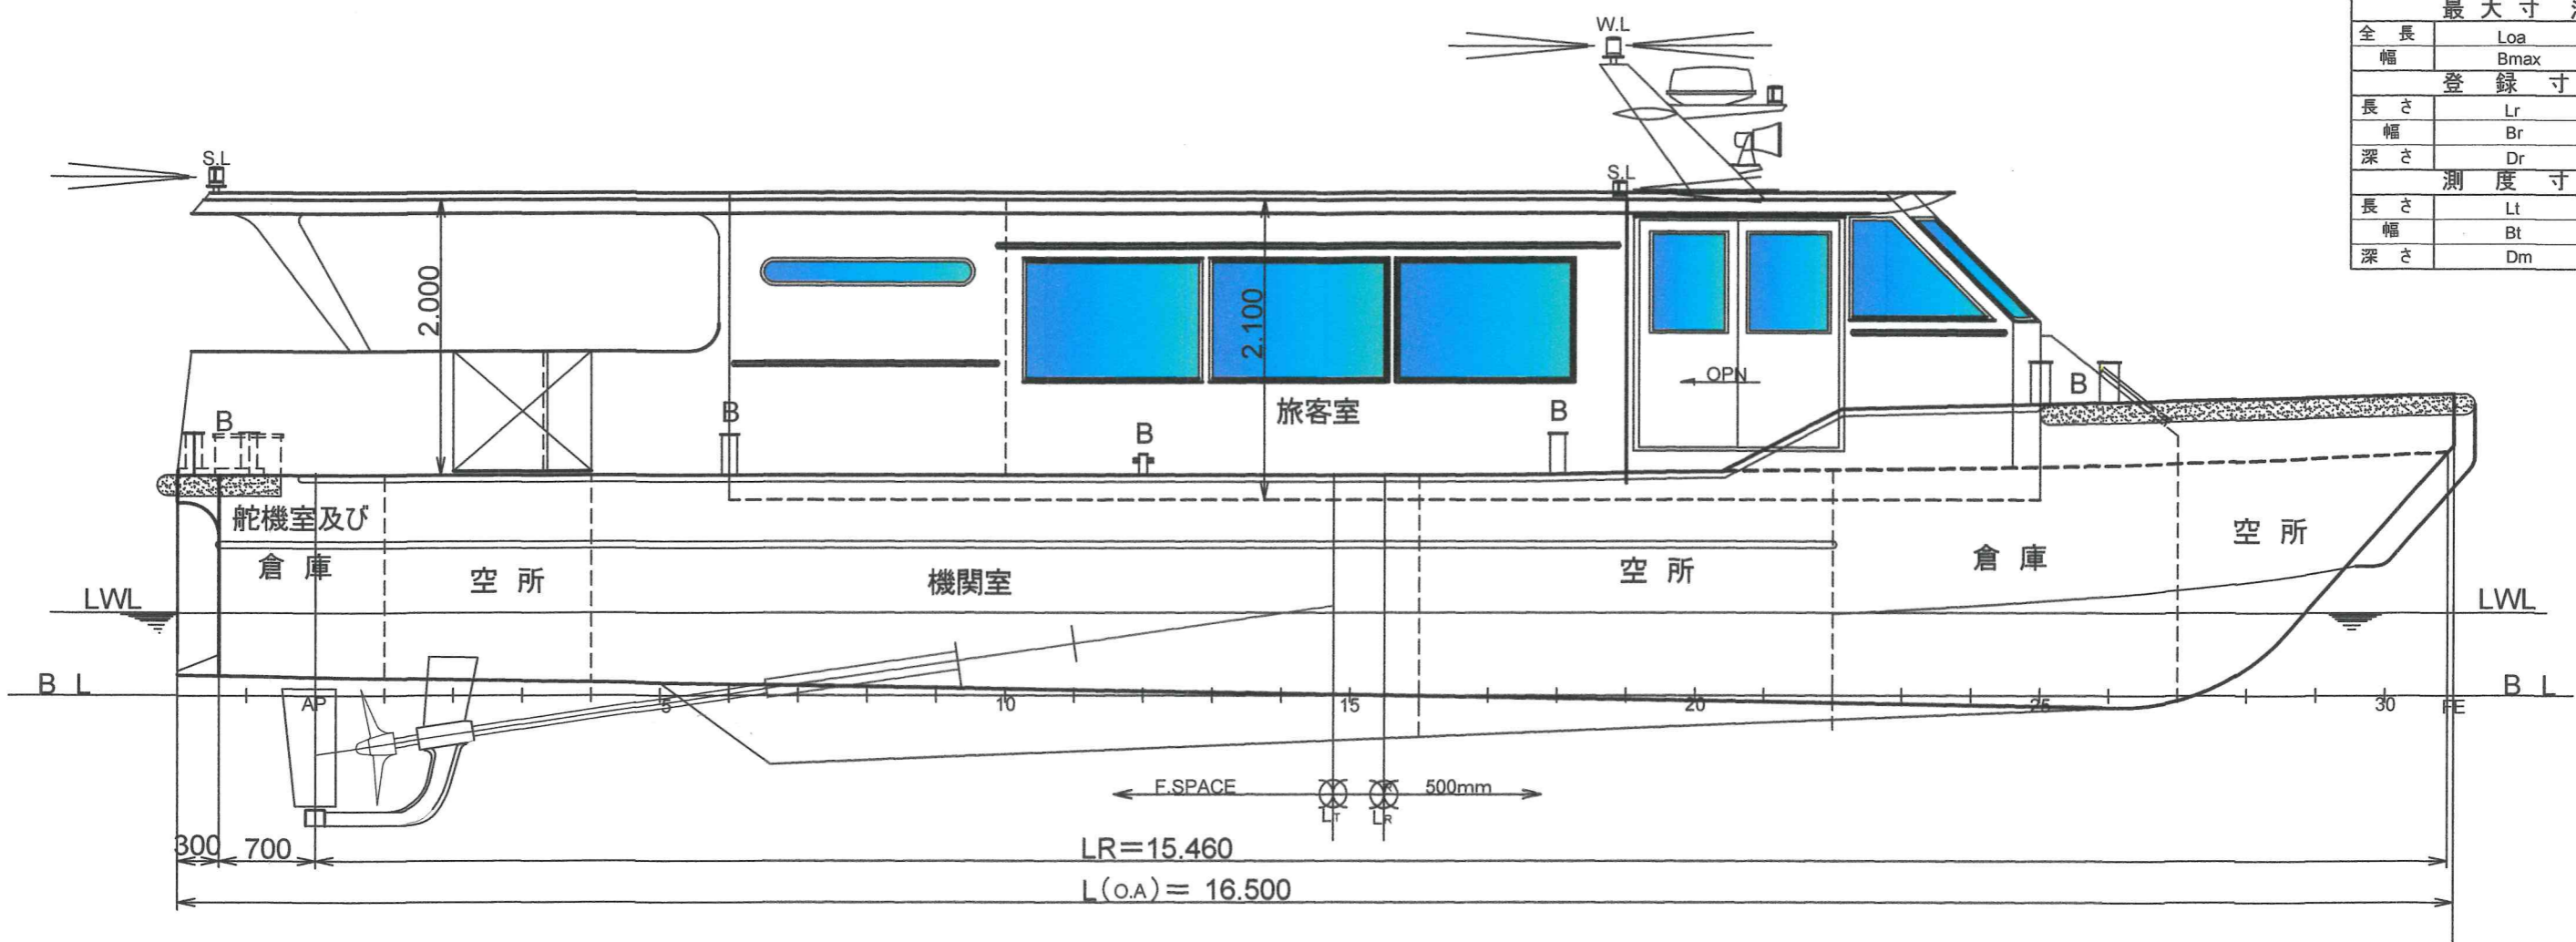 最 大 寸
全 長 Loa
幅 Bmax
登 録 寸
長 さ Lr
幅 Br
深 さ Dr
測 度 寸
長 さ Lt
幅 Bt
深 さ Dm
W.L
S.L
S.L
2.000
2.100
OPN
旅客室
B
B
B
B
B
舵機室及び
倉 庫
空 所
機関室
空 所
倉 庫
空 所
LWL
LWL
B L
B L
AP
5
10
15
20
25
30
FE
F.SPACE
500mm
LT
LR
300
700
LR=15.460
L(O.A)= 16.500